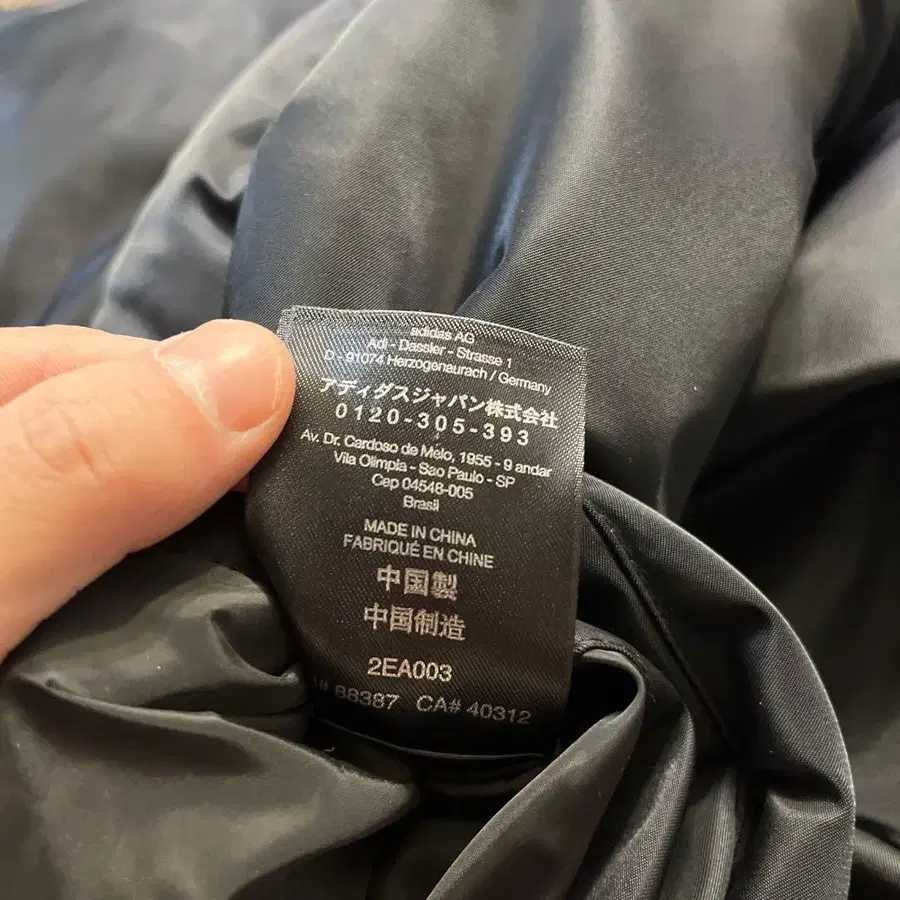 adidas AG
Adi - Dassler - Strasse 1
D - 91074 Herzogenaurach / Germany
アディダスジャパン株式会社
0120-305-393
Av. Dr. Cardoso de Melo, 1955 - 9 andar
Vila Olimpia - Sao Paulo - SP
Cep 04548-005
Brasil
MADE IN CHINA
FABRIQUÉ EN CHINE
中国製
中国制造
2EA003
# 88387 CA# 40312